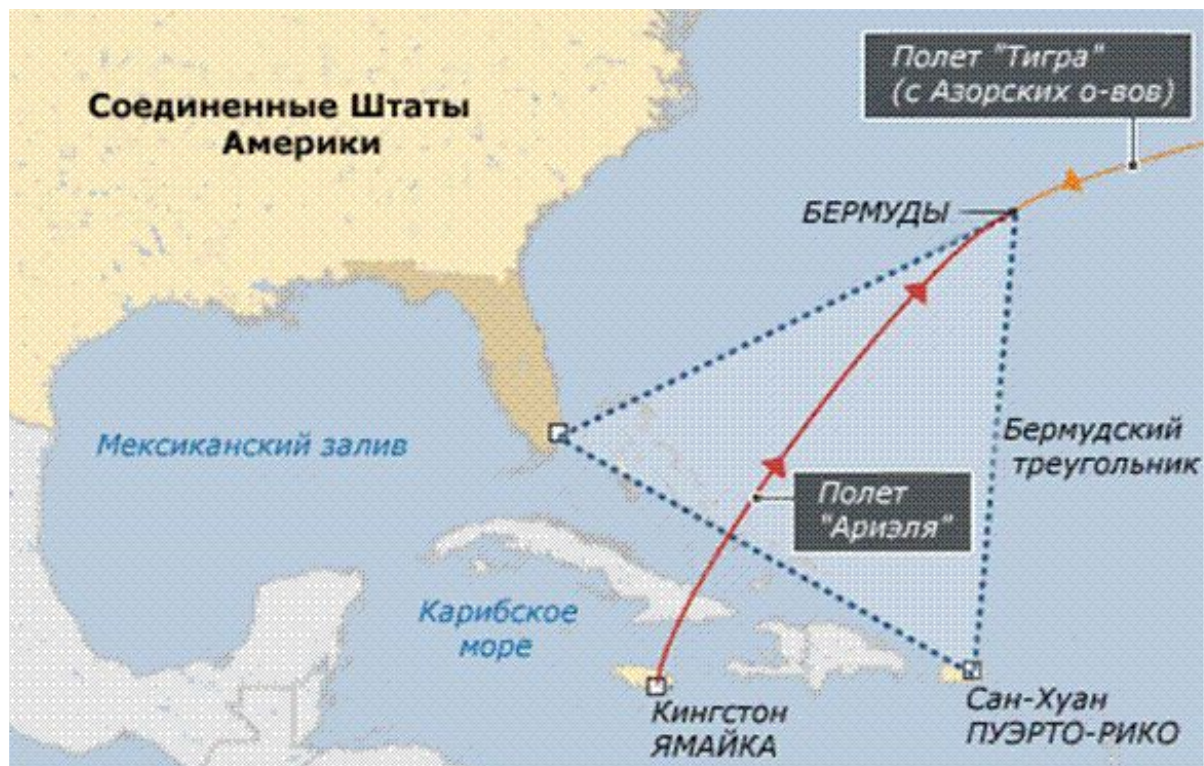 Полет "Тигра"
(с Азорских о-вов)
Соединенные Штаты
Америки
БЕРМУДЫ
Мексиканский залив
Бермудский
треугольник
Полет
"Ариэля"
Карибское
море
Кингстон
ЯМАЙКА
Сан-Хуан
ПУЭРТО-РИКО